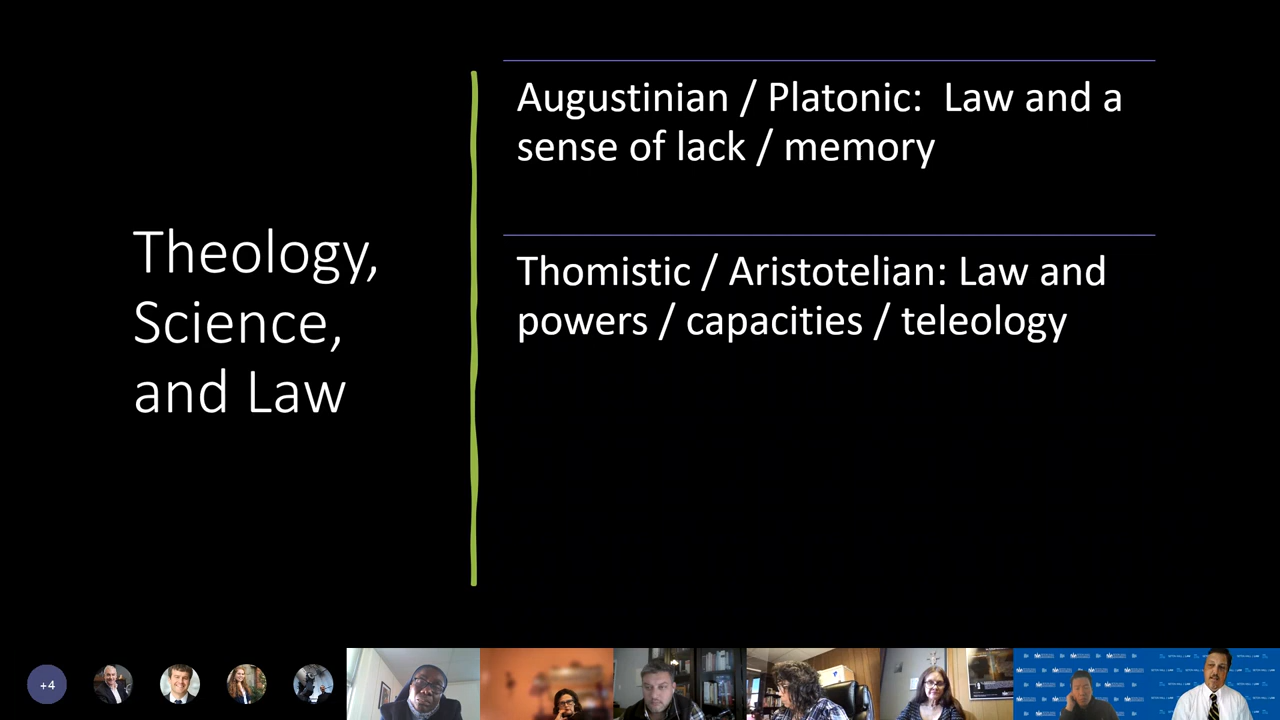 Theology,
Science,
and Law
Augustinian / Platonic:  Law and a
sense of lack / memory
Thomistic / Aristotelian: Law and
powers / capacities / teleology
+4